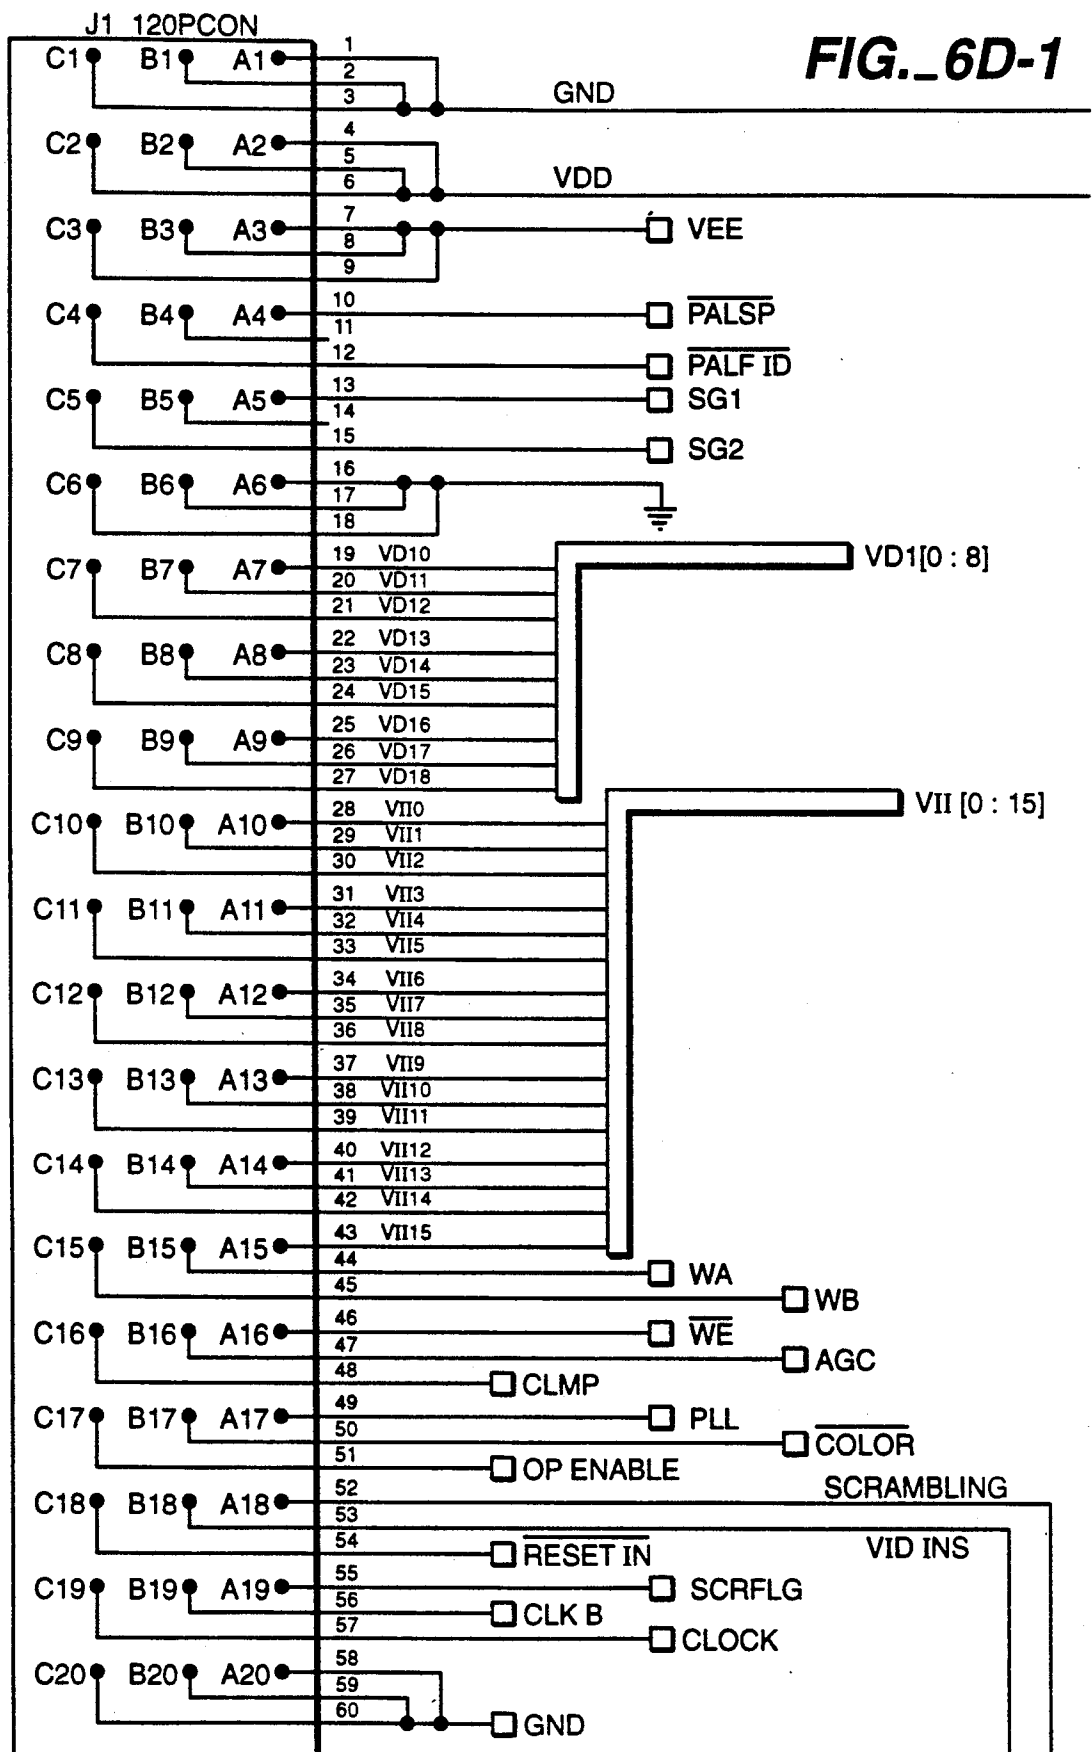 J1 120PCON
FIG._6D-1
C1 B1 A1 1
2
3 GND
C2 B2 A2 4
5
6 VDD
C3 B3 A3 7 VEE
8
9
C4 B4 A4 10 PALSP
11
12 PALF ID
C5 B5 A5 13 SG1
14
15 SG2
C6 B6 A6 16
17
18
C7 B7 A7 19 VD10
20 VD11
21 VD12
VD1[0 : 8]
C8 B8 A8 22 VD13
23 VD14
24 VD15
C9 B9 A9 25 VD16
26 VD17
27 VD18
VII [0 : 15]
C10 B10 A10 28 VII0
29 VII1
30 VII2
C11 B11 A11 31 VII3
32 VII4
33 VII5
C12 B12 A12 34 VII6
35 VII7
36 VII8
C13 B13 A13 37 VII9
38 VII10
39 VII11
C14 B14 A14 40 VII12
41 VII13
42 VII14
C15 B15 A15 43 VII15
44 WA
45 WB
C16 B16 A16 46 WE
47 AGC
48 CLMP
C17 B17 A17 49 PLL
50 COLOR
51 OP ENABLE
C18 B18 A18 52 SCRAMBLING
53 VID INS
54 RESET IN
C19 B19 A19 55 SCRFLG
56 CLK B
57 CLOCK
C20 B20 A20 58
59
60 GND